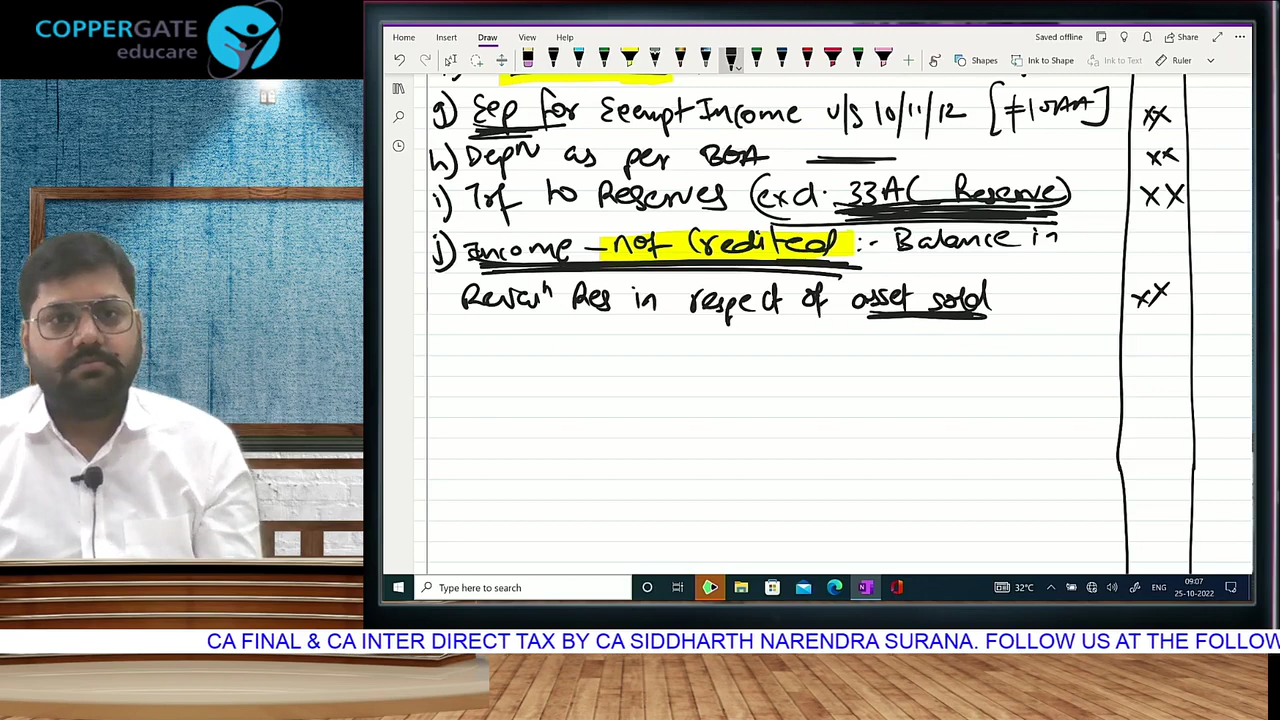 COPPERGATE
educare
Home Insert Draw View Help
Saved offline
Share
Shapes
Ink to Shape
Ink to Text
Ruler
g) Exp for Exempt Income u/s 10/11/12 [≠10AA] xx
h) Depn as per xx
i) Trf to Reserves (excl. 33AC Reserve) xx
j) Income - not Credited :- Balance in
Revaln Res in respect of asset sold xx
Type here to search
32°C
ENG
09:07
25-10-2022
CA FINAL & CA INTER DIRECT TAX BY CA SIDDHARTH NARENDRA SURANA. FOLLOW US AT THE FOLLOW